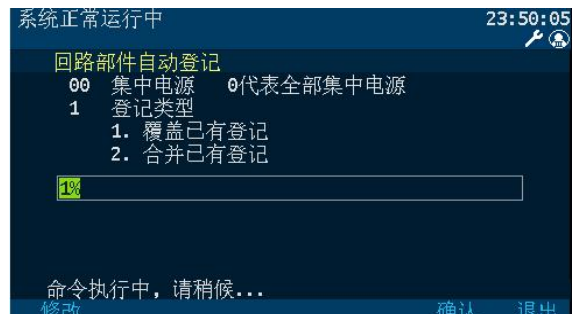 系统正常运行中 23:50:05
回路部件自动登记
00 集中电源 0代表全部集中电源
1 登记类型
1. 覆盖已有登记
2. 合并已有登记
1%
命令执行中,请稍候...
修改 确认 退出